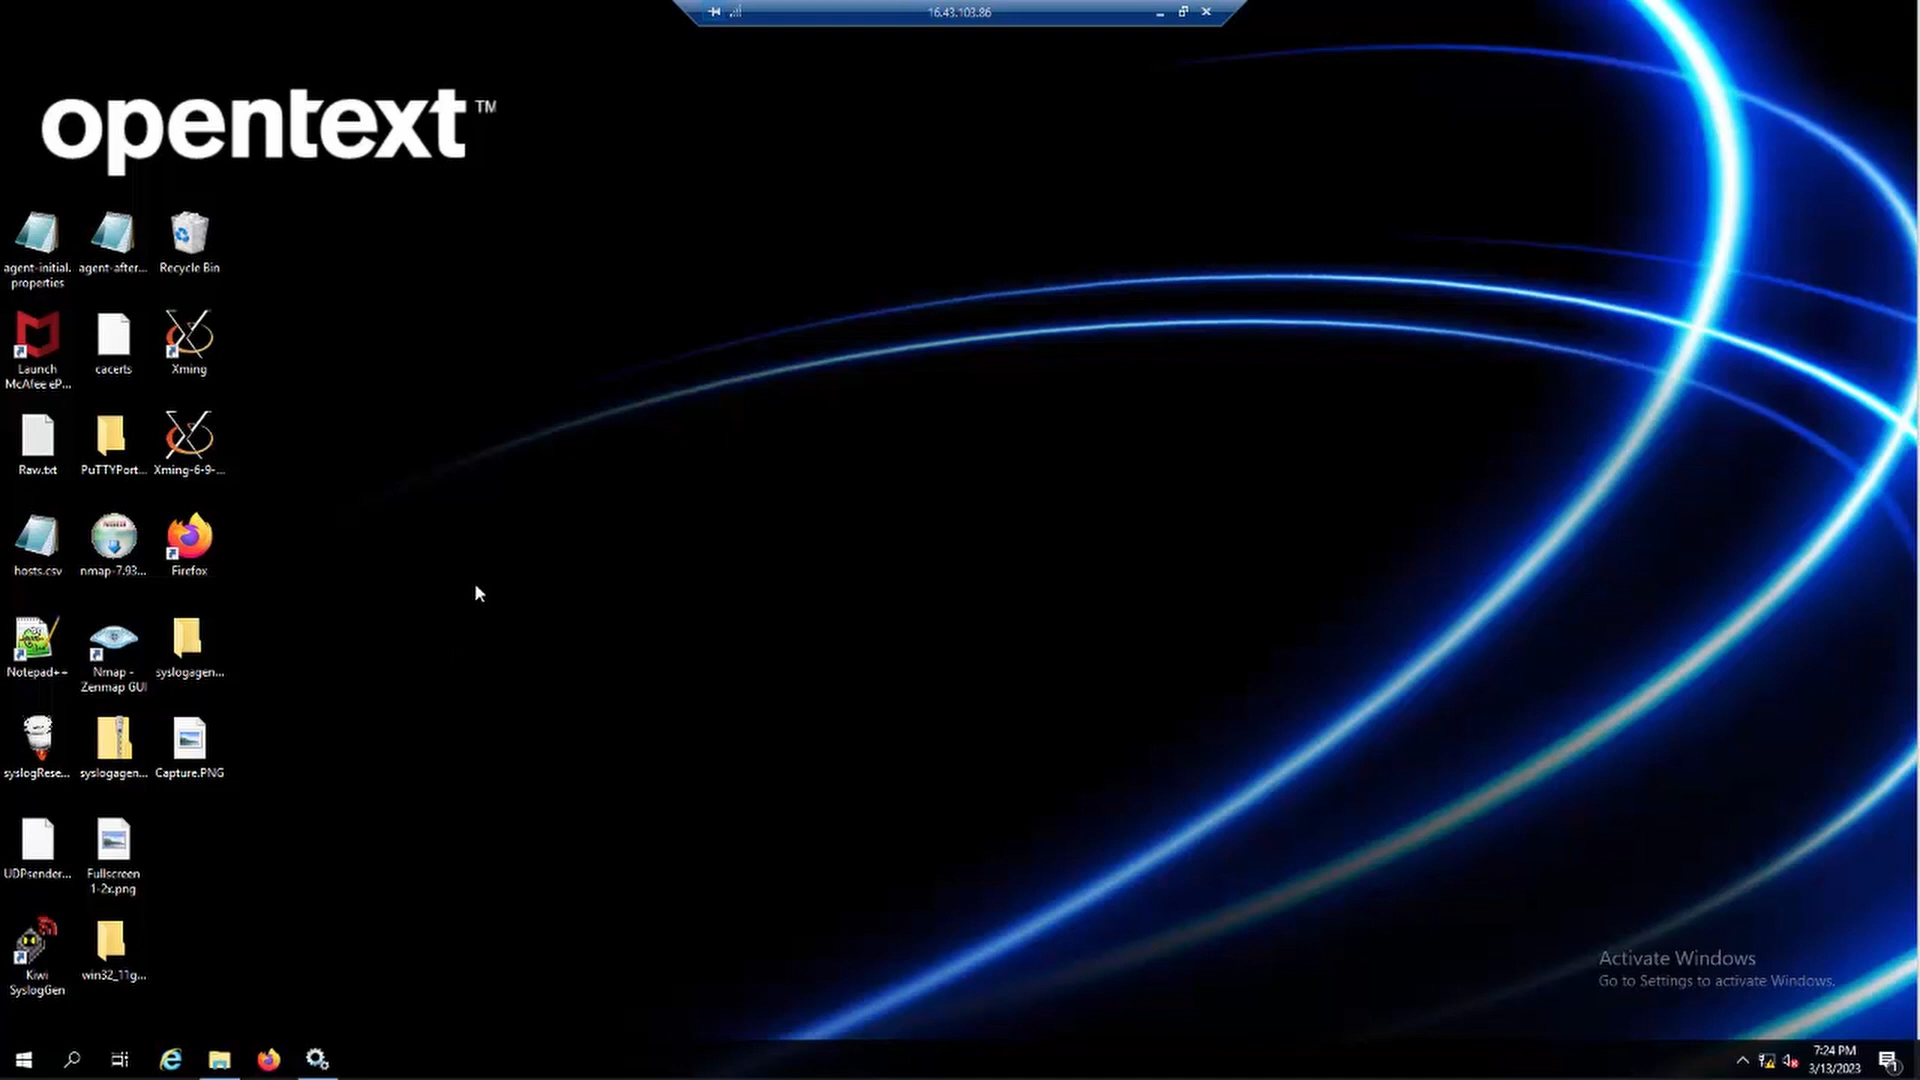 16.43.103.86
opentext™
agent-initial.
properties
agent-after...
Recycle Bin
Launch
McAfee eP...
cacerts
Xming
Raw.txt
PuTTYPort...
Xming-6-9-...
hosts.csv
nmap-7.93...
Firefox
Notepad++
Nmap -
Zenmap GUI
syslogagen...
syslogRese...
syslogagen...
Capture.PNG
UDPsender...
Fullscreen
1-2x.png
Kiwi
SyslogGen
win32_11g...
Activate Windows
Go to Settings to activate Windows.
7:24 PM
3/13/2023
1